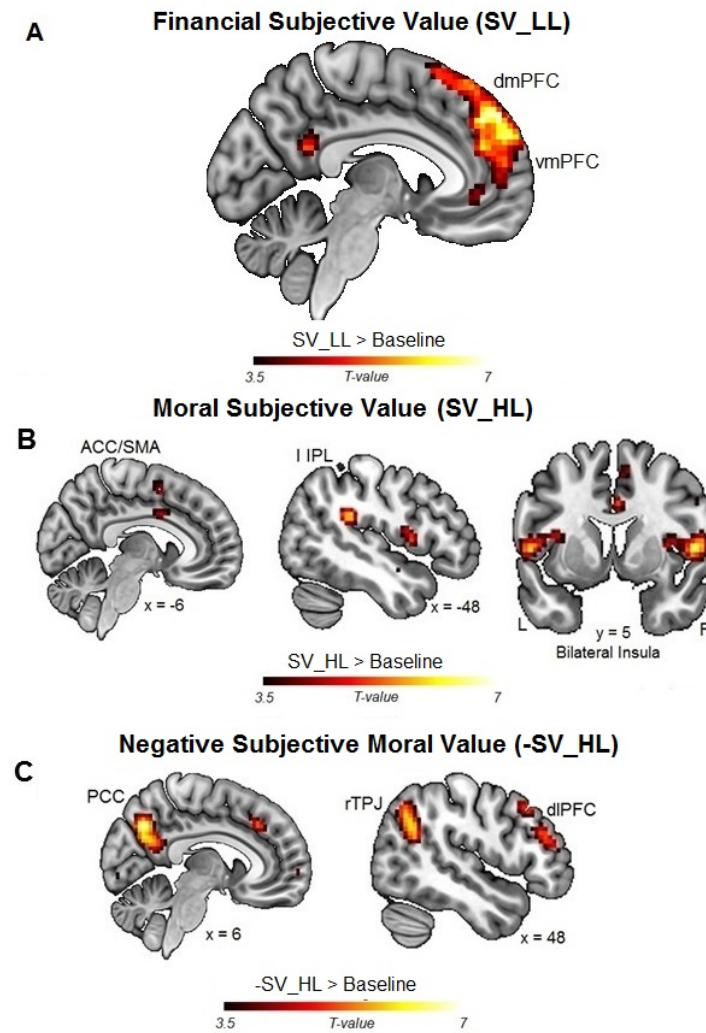 A
Financial Subjective Value (SV_LL)
dmPFC
vmPFC
SV_LL > Baseline
3.5 T-value 7
Moral Subjective Value (SV_HL)
B
ACC/SMA
l IPL
x = -6
x = -48
L
y = 5
R
Bilateral Insula
SV_HL > Baseline
3.5 T-value 7
Negative Subjective Moral Value (-SV_HL)
C
PCC
rTPJ
dlPFC
x = 6
x = 48
-SV_HL > Baseline
3.5 T-value 7